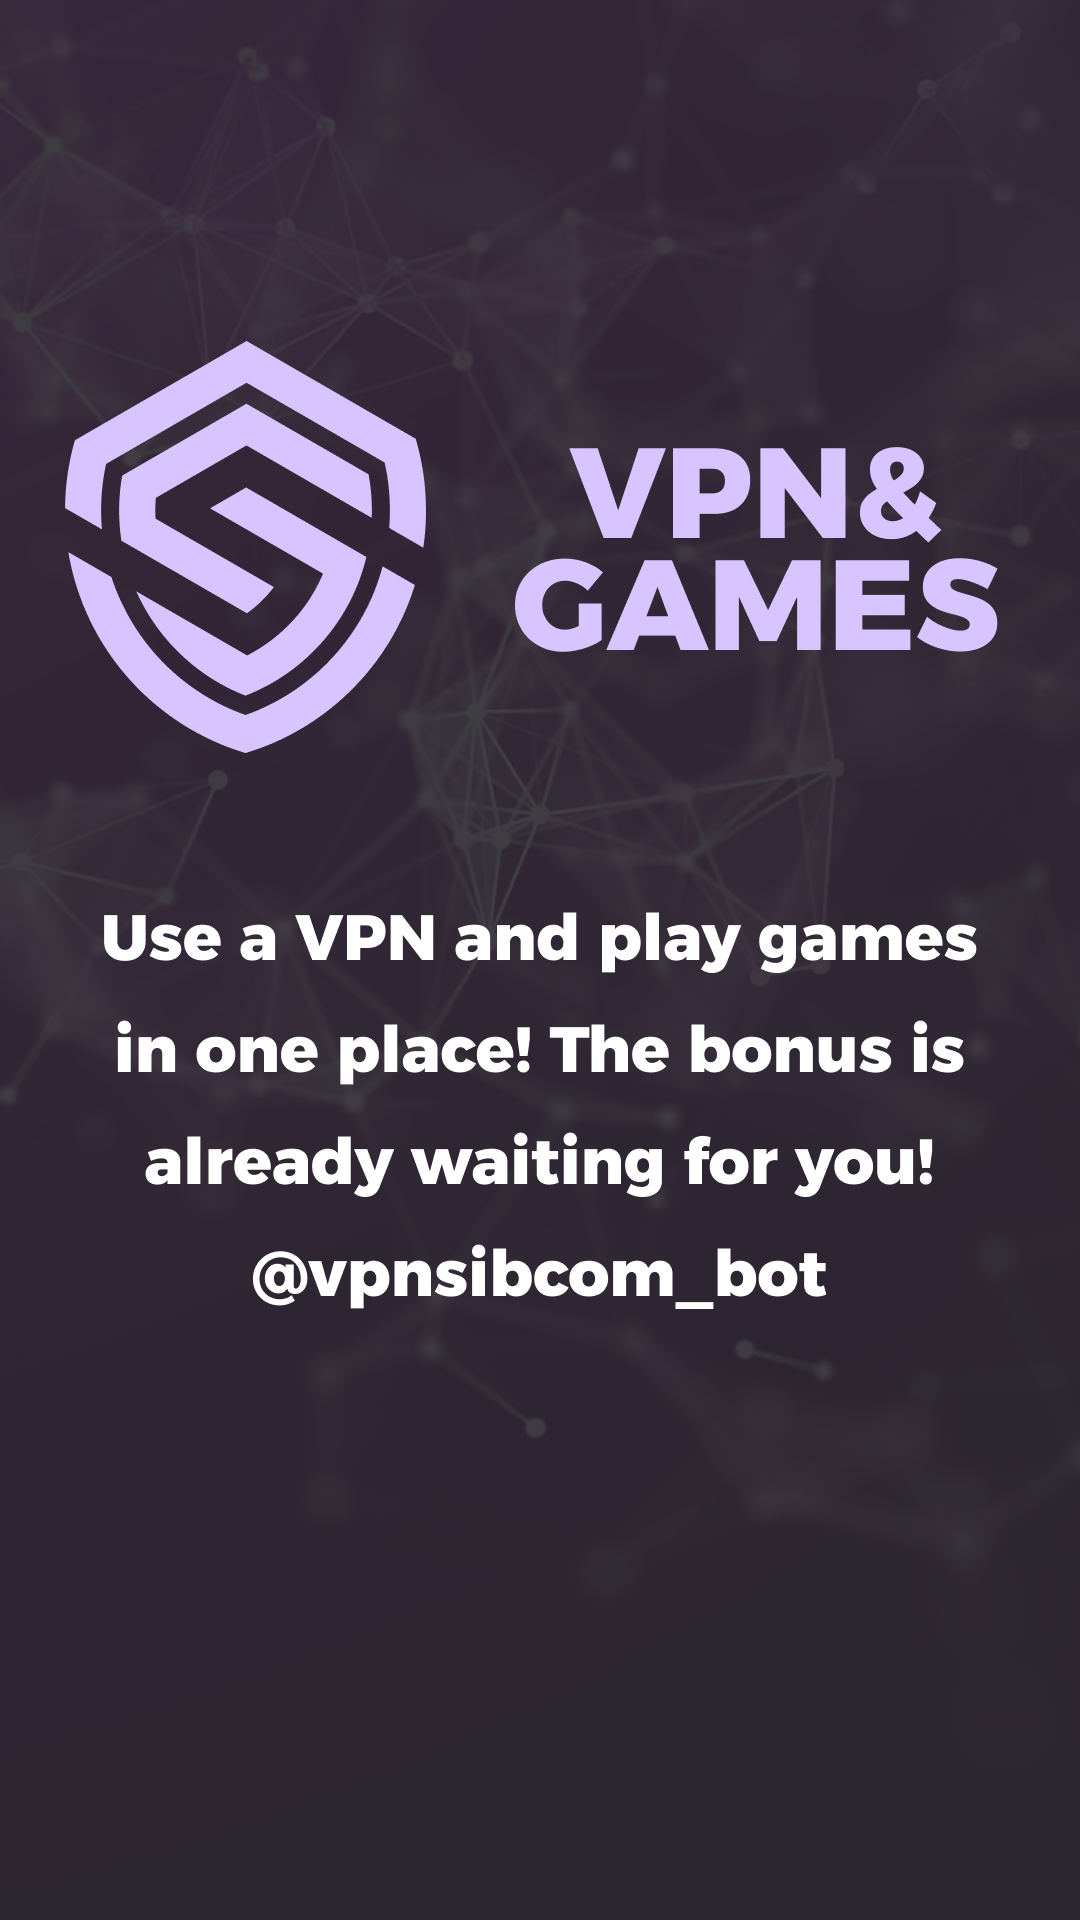 VPN&
GAMES
Use a VPN and play games
in one place! The bonus is
already waiting for you!
@vpnsibcom_bot